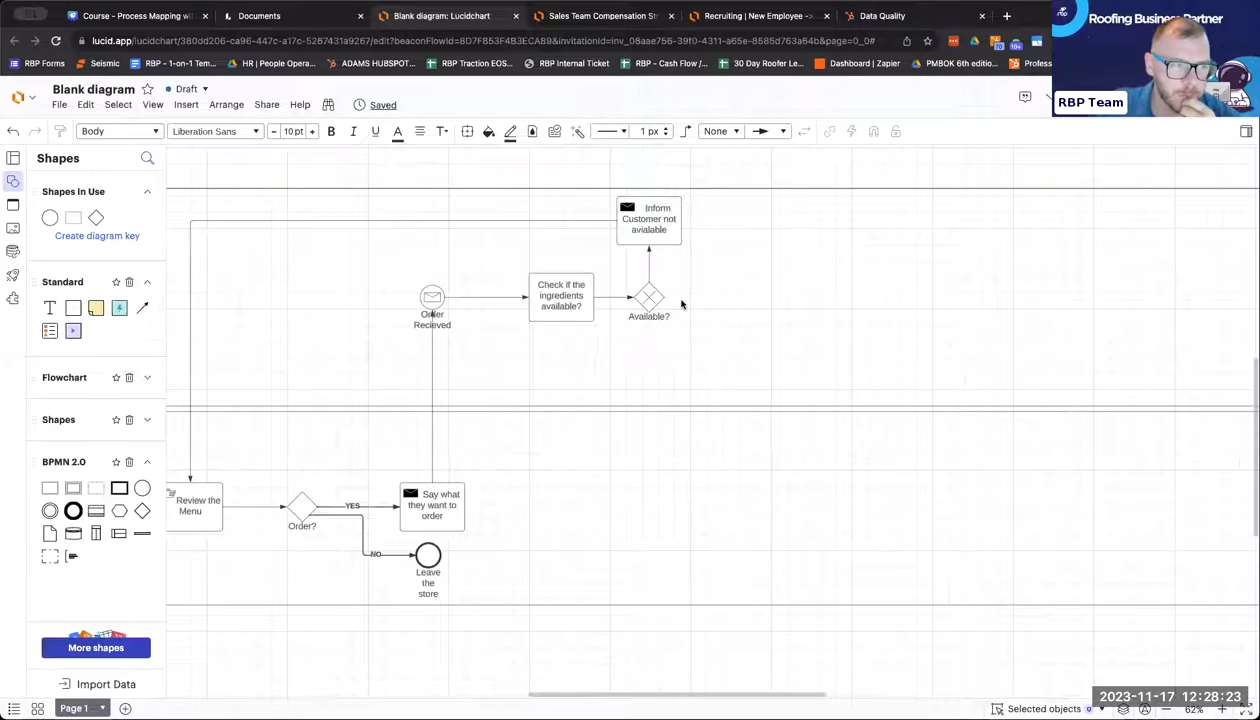 Course - Process Mapping wit
Documents
Blank diagram: Lucidchart
Sales Team Compensation St
Recruiting | New Employee ->
Data Quality
Roofing Business Partner
lucid.app/lucidchart/380dd206-ca96-447c-a17c-5267431a9267/edit?beaconFlowId=8D7F853F4B3ECA89&invitationId=inv_08aae756-39f0-4311-a65e-8585d763a64b&page=0_0#
RBP Forms
Seismic
RBP - 1-on-1 Tem...
HR | People Opera...
ADAMS HUBSPOT...
RBP Traction EOS...
RBP Internal Ticket
RBP - Cash Flow /...
30 Day Roofer Le...
Dashboard | Zapier
PMBOK 6th editio...
Profess
RBP Team
Blank diagram
Draft
File Edit Select View Insert Arrange Share Help
Saved
Body
Liberation Sans
10 pt
1 px
None
Shapes
Shapes In Use
Create diagram key
Standard
Flowchart
Shapes
BPMN 2.0
More shapes
Import Data
Inform
Customer not
avialable
Order
Recieved
Check if the
ingredients
available?
Available?
Review the
Menu
Order?
YES
Say what
they want to
order
NO
Leave
the
store
Page 1
2023-11-17 12:28:23
Selected objects 0
62%